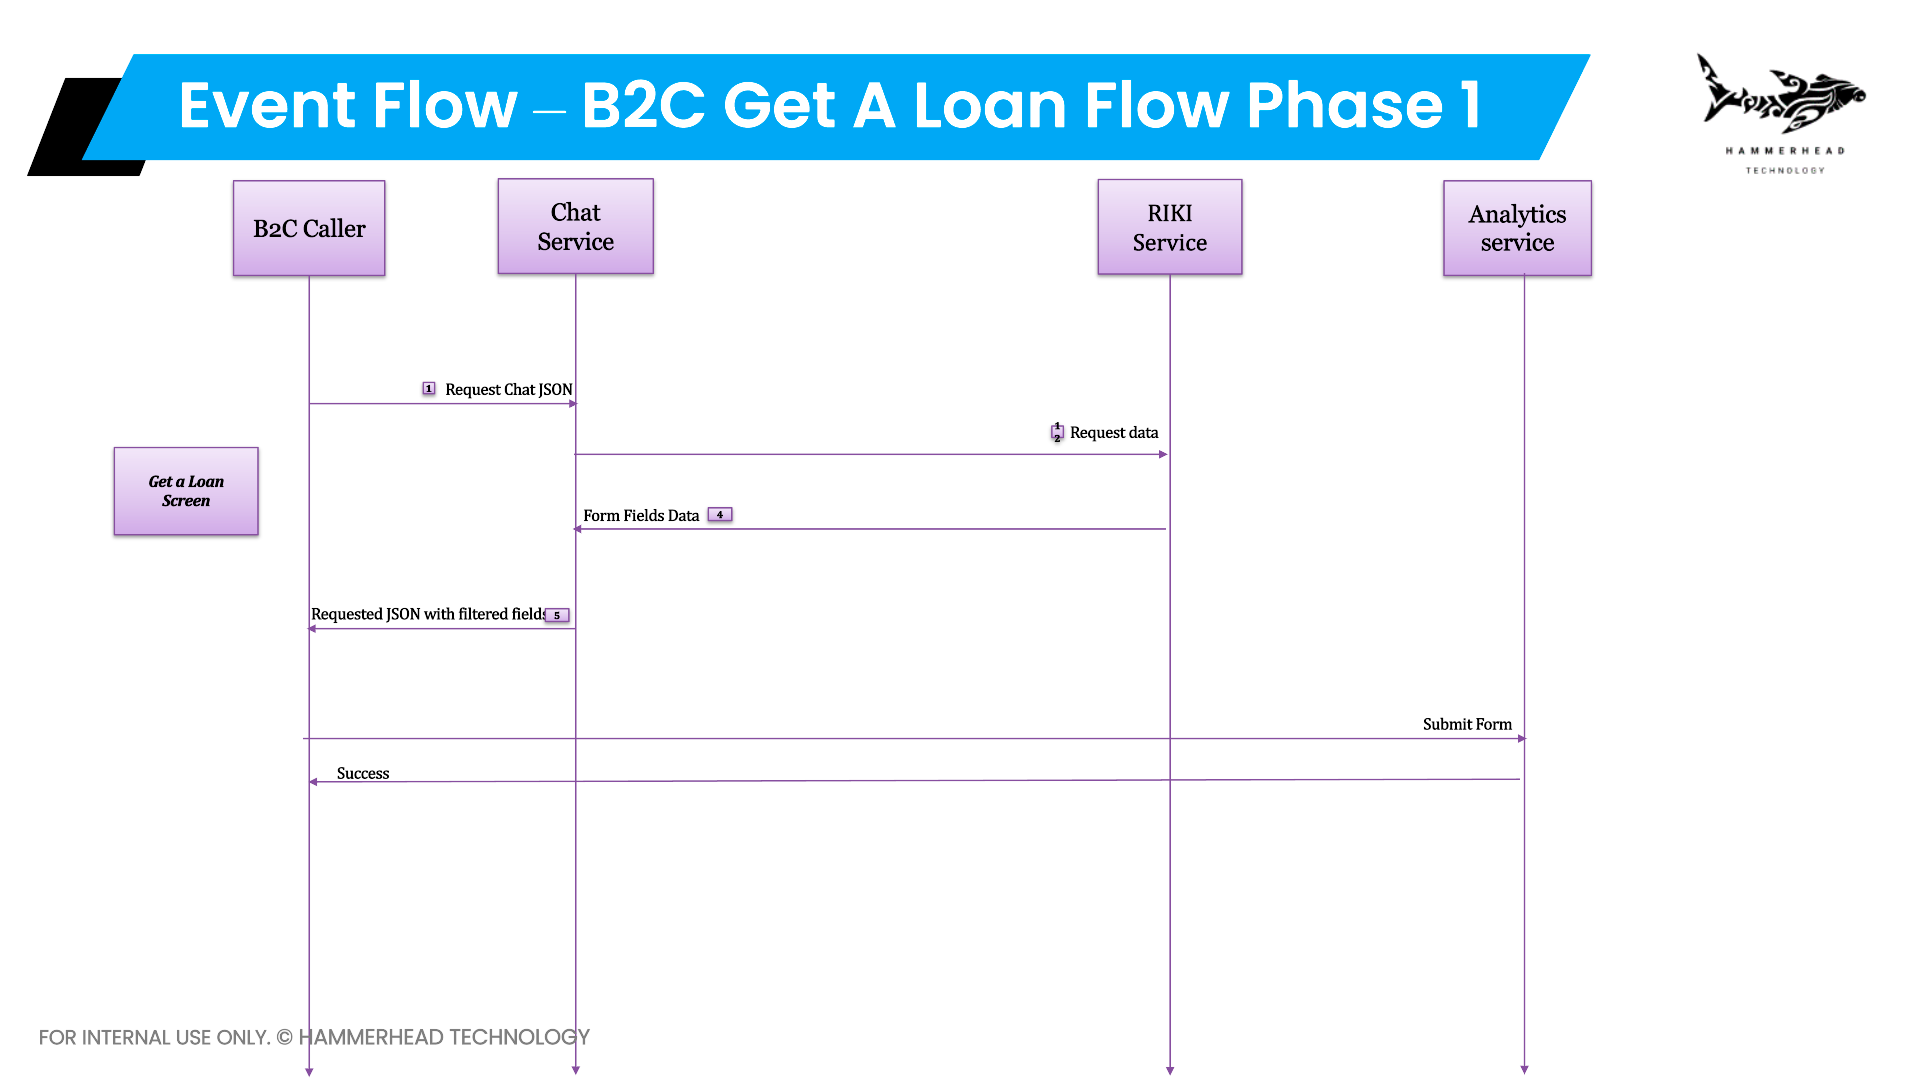 Event Flow – B2C Get A Loan Flow Phase 1
HAMMERHEAD
TECHNOLOGY
B2C Caller
Chat
Service
RIKI
Service
Analytics
service
1 Request Chat JSON
1
2
Request data
Get a Loan
Screen
Form Fields Data 4
Requested JSON with filtered fields 5
Submit Form
Success
FOR INTERNAL USE ONLY. © HAMMERHEAD TECHNOLOGY